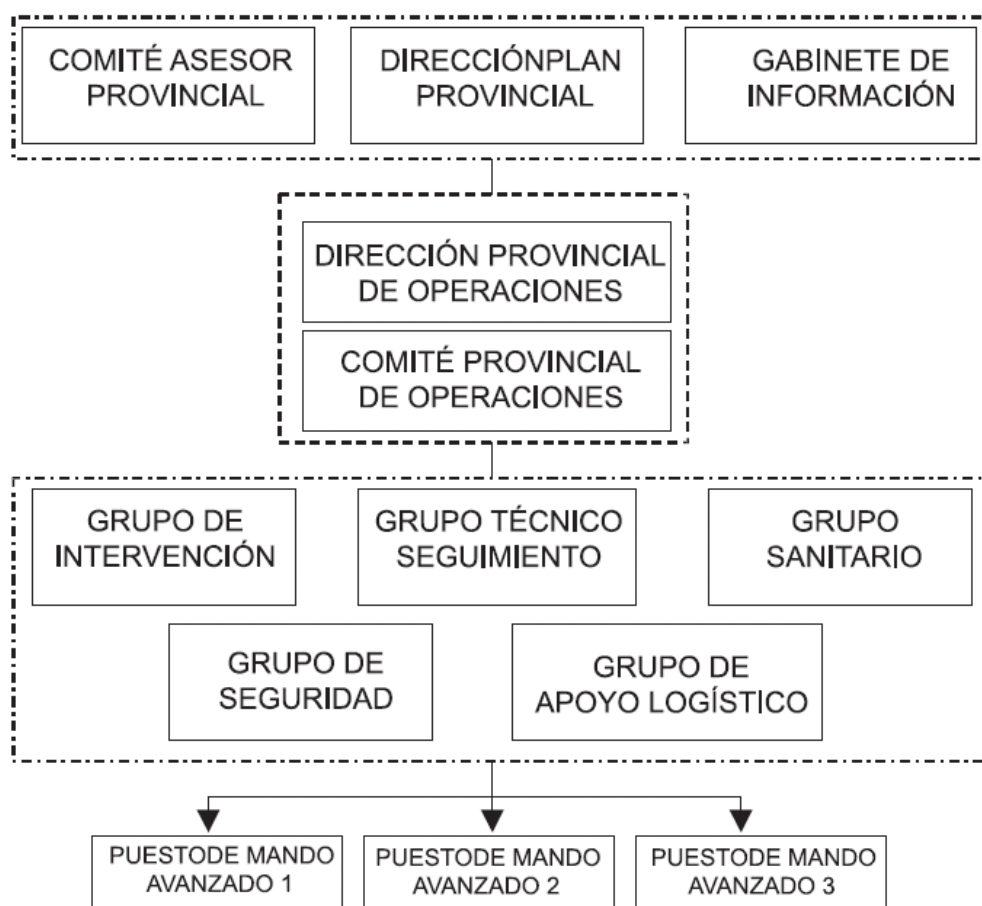 COMITÉ ASESOR
PROVINCIAL
DIRECCIÓNPLAN
PROVINCIAL
GABINETE DE
INFORMACIÓN
DIRECCIÓN PROVINCIAL
DE OPERACIONES
COMITÉ PROVINCIAL
DE OPERACIONES
GRUPO DE
INTERVENCIÓN
GRUPO TÉCNICO
SEGUIMIENTO
GRUPO
SANITARIO
GRUPO DE
SEGURIDAD
GRUPO DE
APOYO LOGÍSTICO
PUESTODE MANDO
AVANZADO 1
PUESTODE MANDO
AVANZADO 2
PUESTODE MANDO
AVANZADO 3